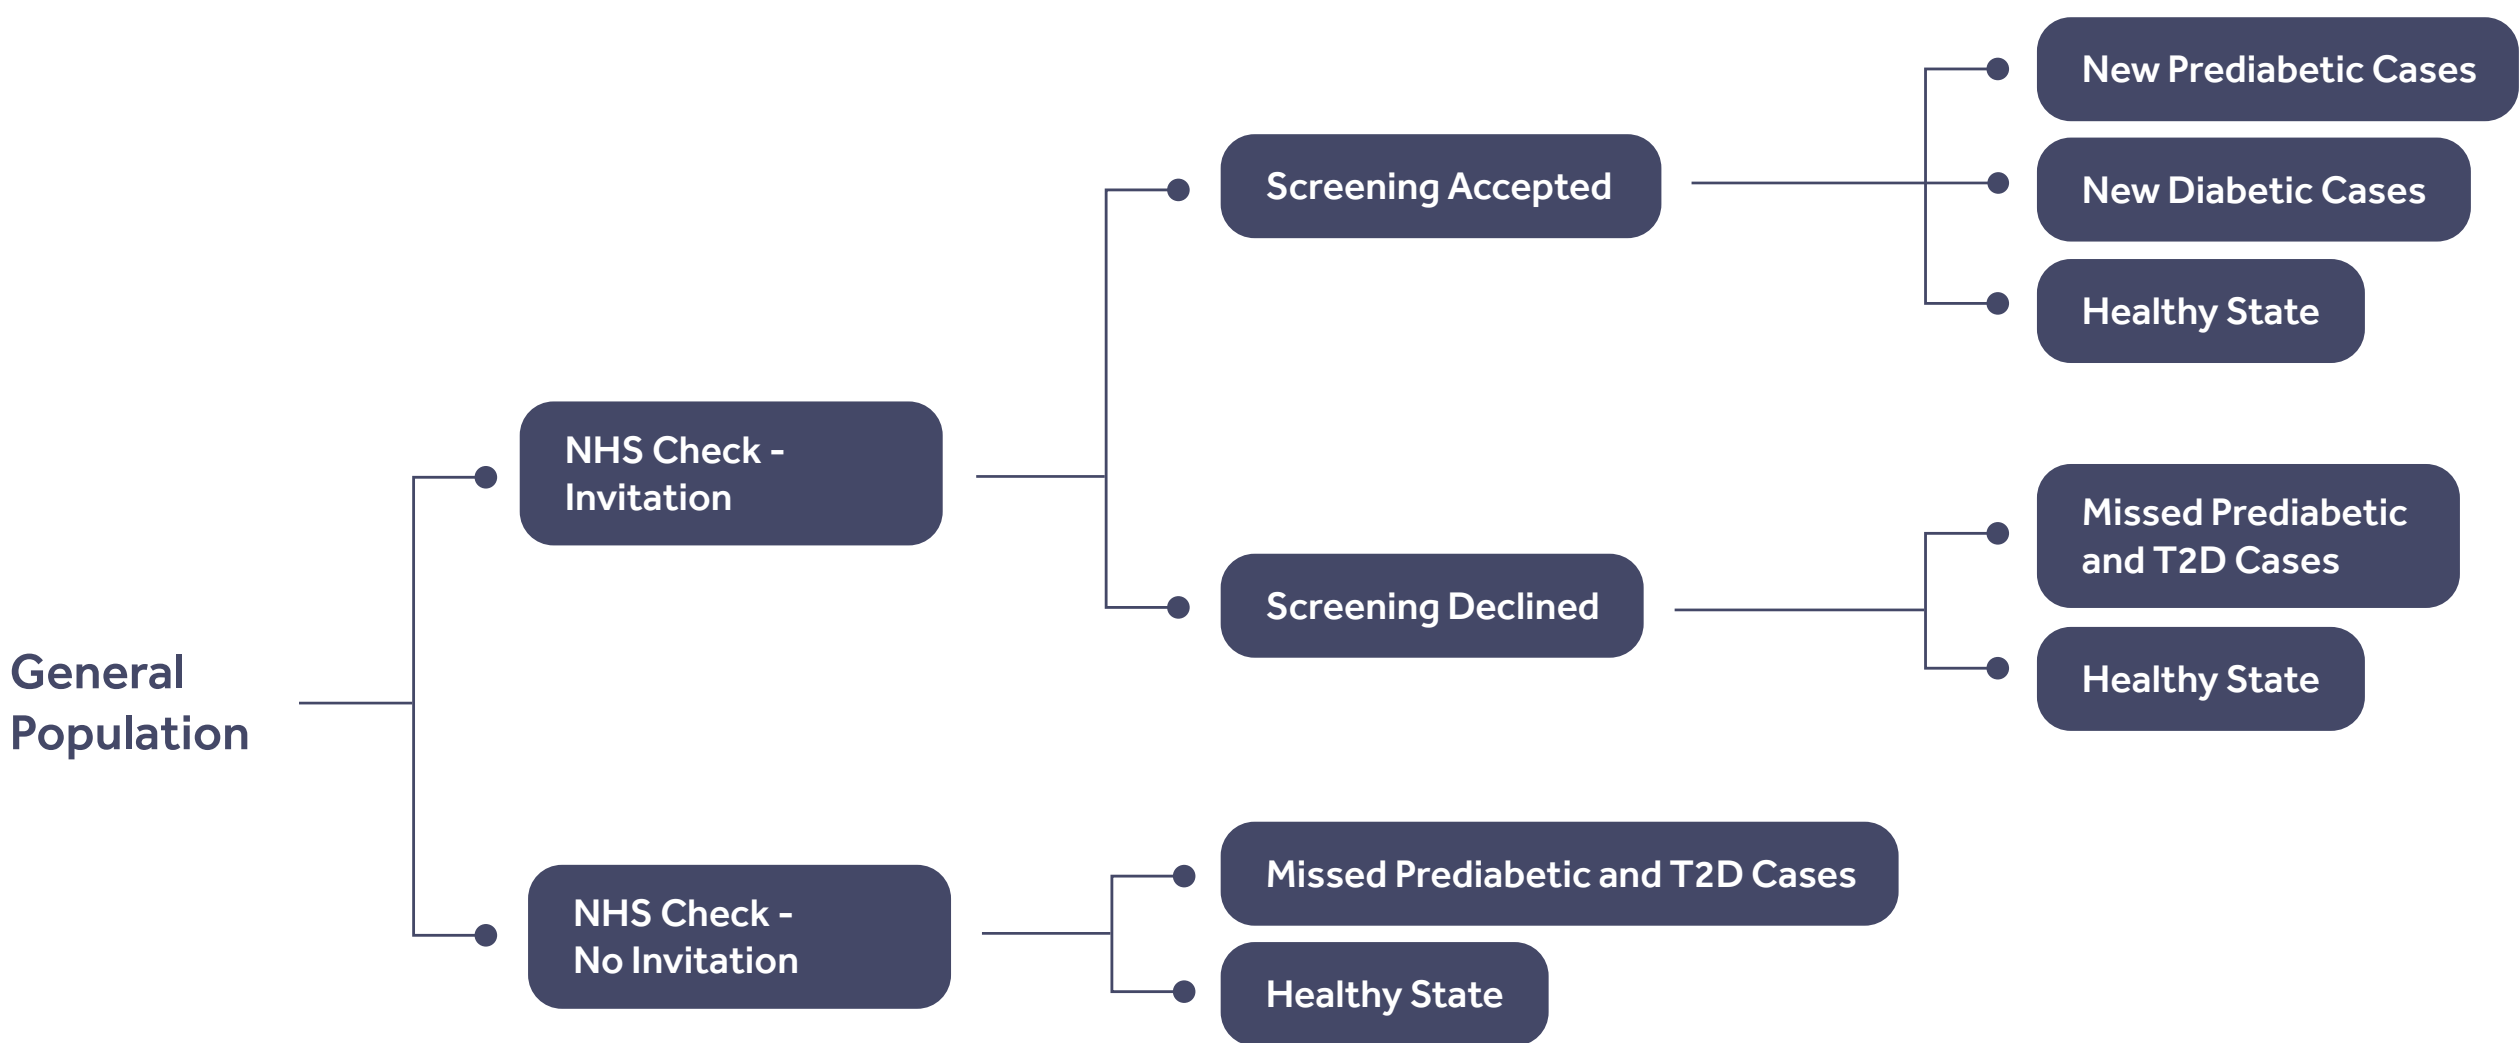 General
Population
NHS Check -
Invitation
NHS Check -
No Invitation
Screening Accepted
Screening Declined
Missed Prediabetic and T2D Cases
Healthy State
New Prediabetic Cases
New Diabetic Cases
Healthy State
Missed Prediabetic
and T2D Cases
Healthy State